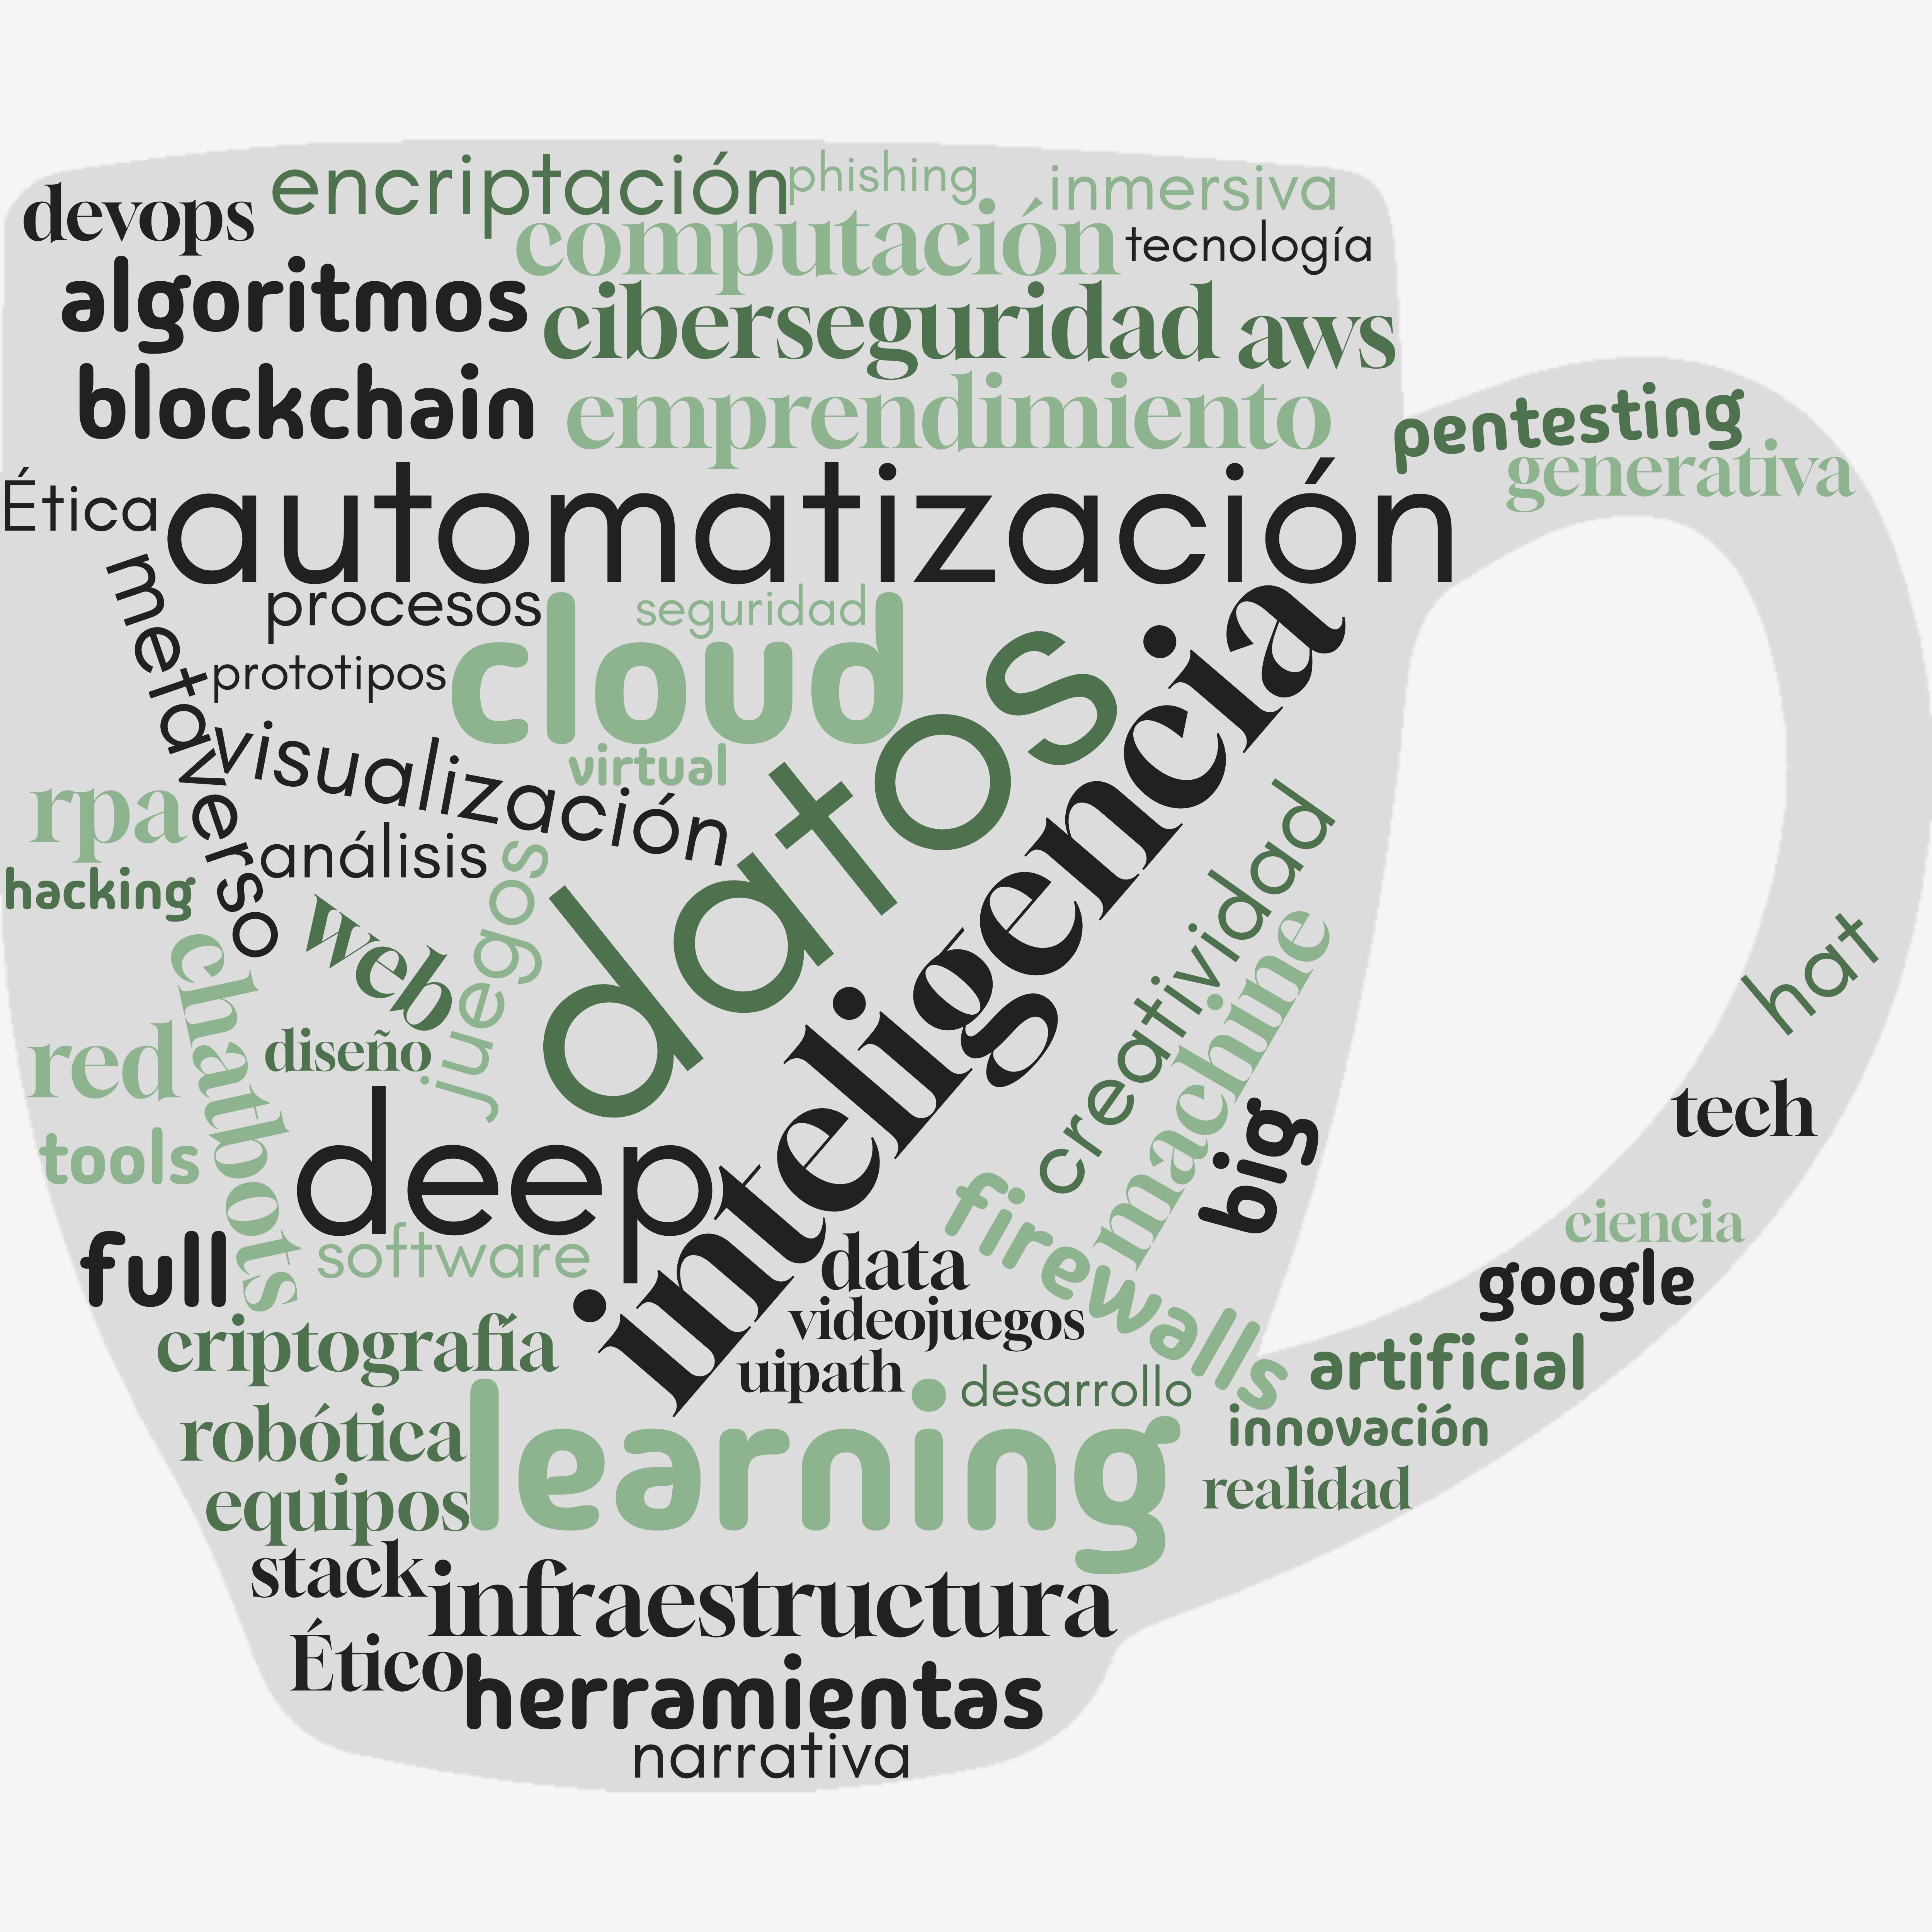 encriptación
phishing
inmersiva
devops
computación
tecnología
algoritmos
ciberseguridad
aws
blockchain
emprendimiento
pentesting
generativa
Ética
automatización
metaverso
procesos
seguridad
cloud
prototipos
virtual
visualización
datos
inteligencia
rpa
análisis
hacking
juegos
web
creatividad
machine
chatbots
hat
red
diseño
tech
tools
deep
big
firewalls
ciencia
full
software
data
google
criptografía
videojuegos
artificial
uipath
desarrollo
robótica
learning
innovación
equipos
realidad
stack
infraestructura
Ético
herramientas
narrativa